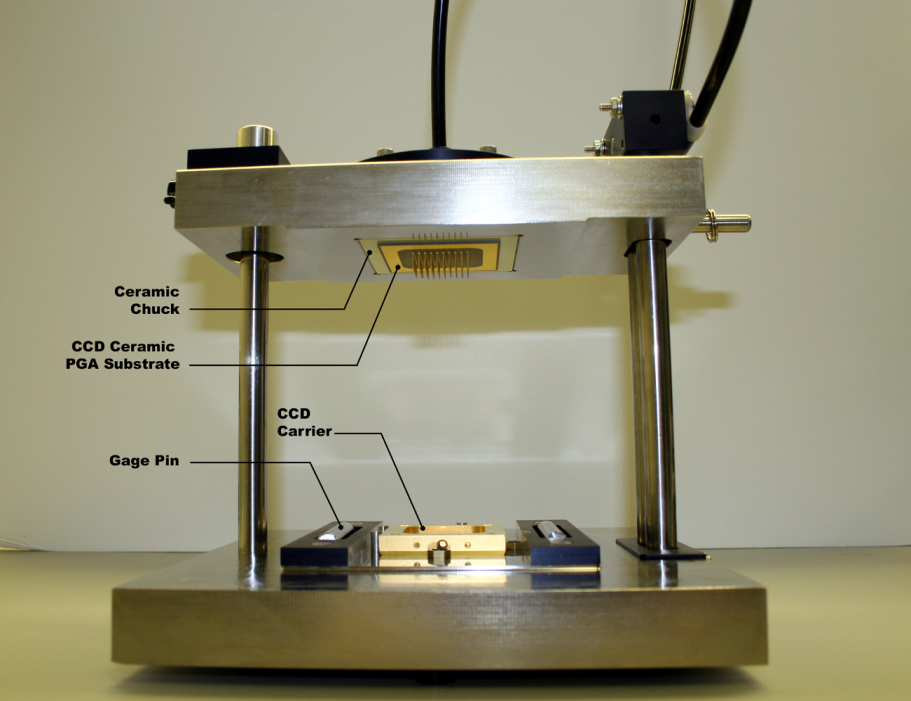 Ceramic
Chuck
CCD Ceramic
PGA Substrate
CCD
Carrier
Gage Pin